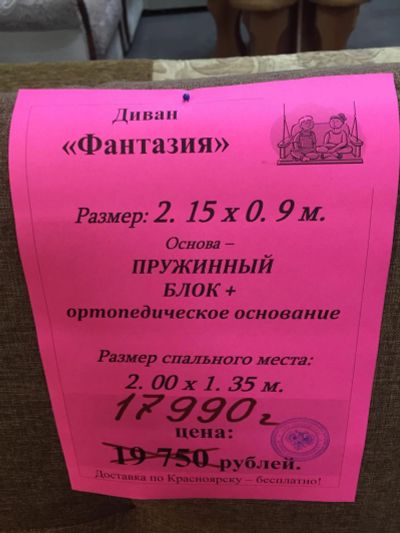 Диван
«Фантазия»
Размер: 2. 15 x 0. 9 м.
Основа –
ПРУЖИННЫЙ
БЛОК +
ортопедическое основание
Размер спального места:
2. 00 x 1. 35 м.
17990
цена:
19 750 рублей.
Доставка по Красноярску – бесплатно!